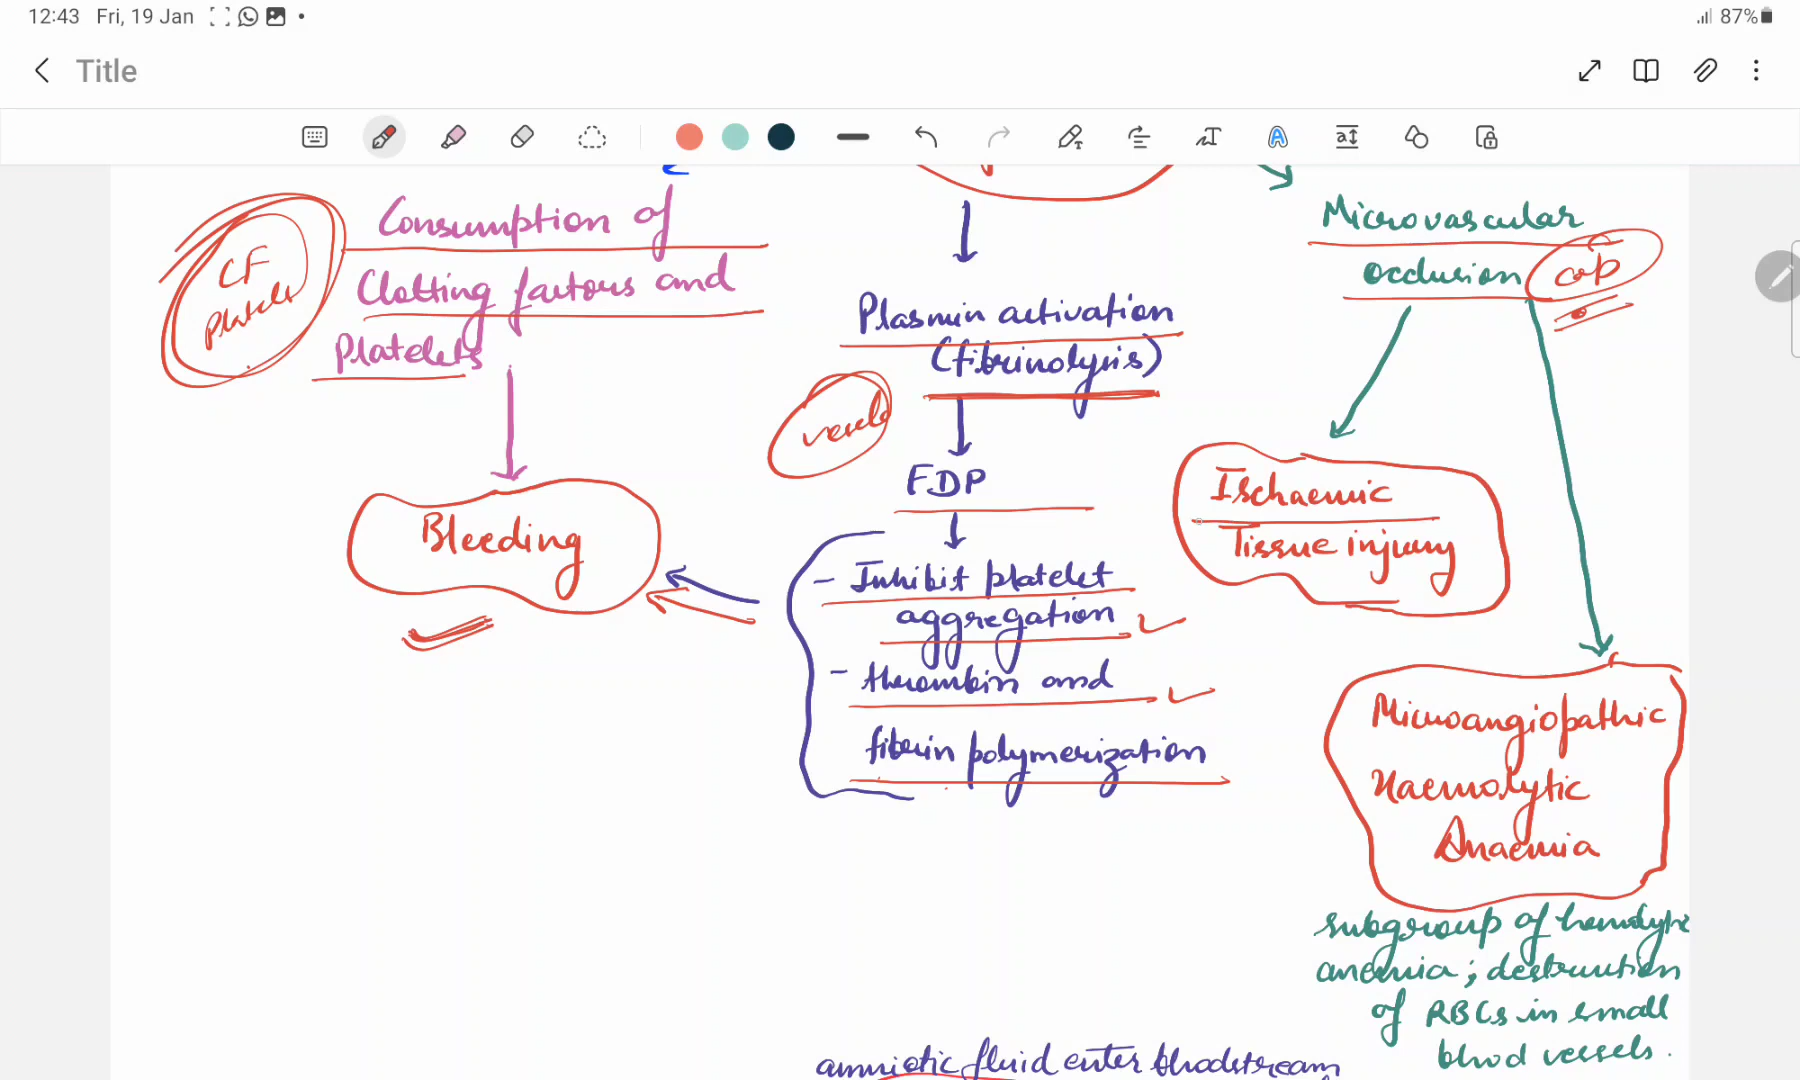 12:43 Fri, 19 Jan
87%
Title
Consumption of
Clotting factors and
Platelets
CF
Platelet
Bleeding
Plasmin activation
(fibrinolysis)
FDP
- Inhibit platelet
aggregation
- thrombin and
fibrin polymerization
Microvascular
occlusion
Ischaemic
Tissue injury
Microangiopathic
Haemolytic
Anaemia
subgroup of hemolytic
anemia; destruction
of RBCs in small
blood vessels.
amniotic fluid enter bloodstream